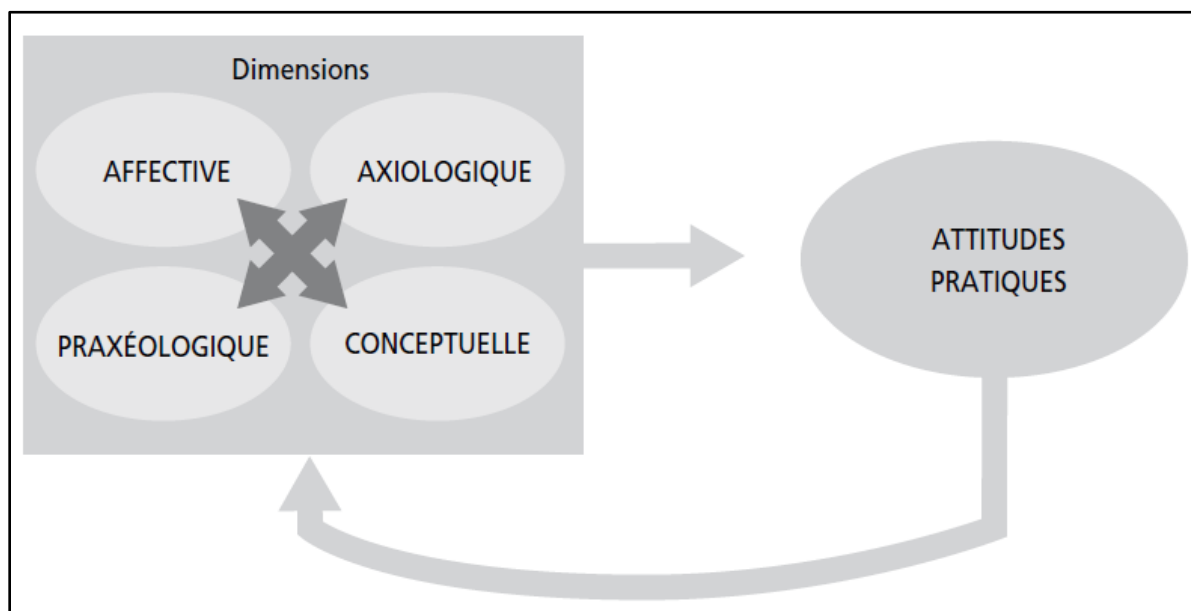 Dimensions
AFFECTIVE
AXIOLOGIQUE
PRAXÉOLOGIQUE
CONCEPTUELLE
ATTITUDES
PRATIQUES